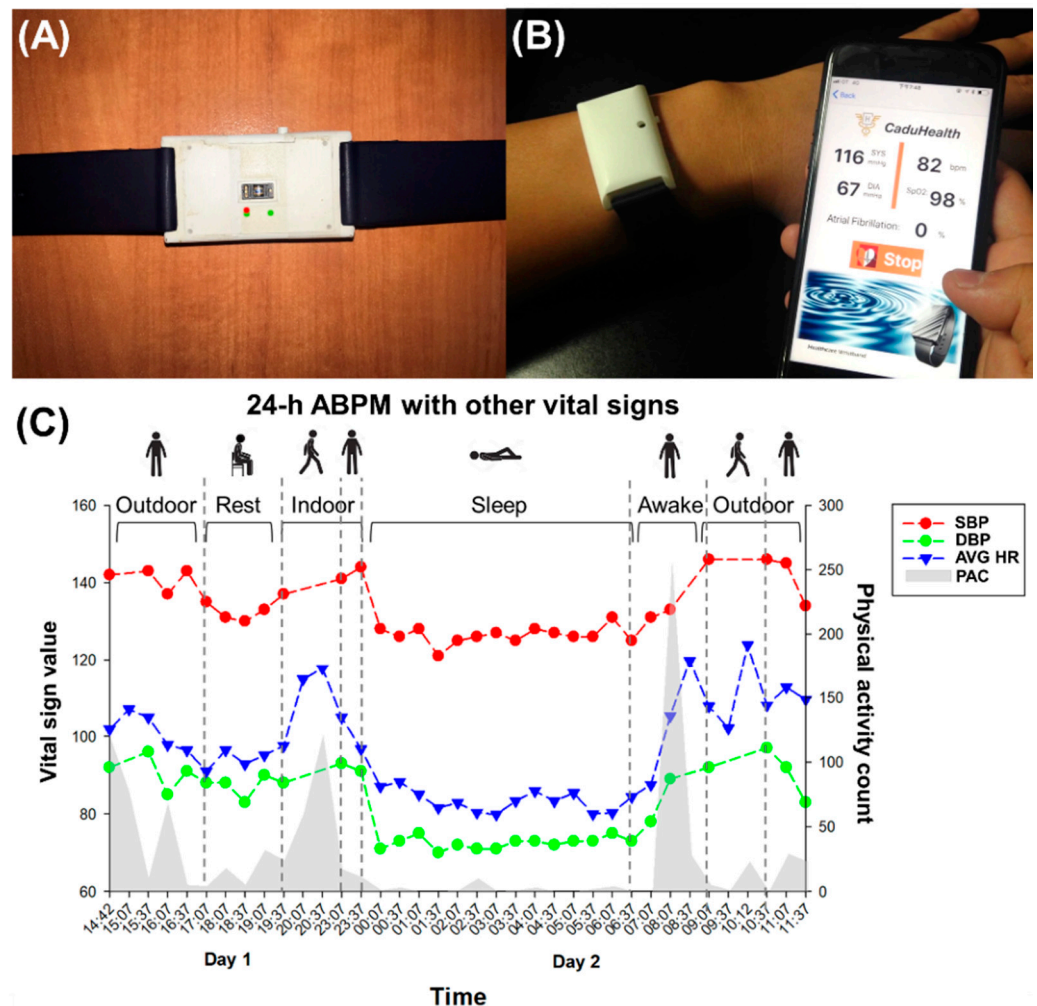 (A)
(B)
Back
CaduHealth
116 SYS mmHg
82 bpm
67 DIA mmHg
SpO2: 98 %
Atrial Fibrillation: 0 %
Stop
Healthcare Wristband
(C)
24-h ABPM with other vital signs
Outdoor Rest Indoor Sleep Awake Outdoor
Vital sign value
160
140
120
100
80
60
Physical activity count
300
250
200
150
100
50
0
SBP
DBP
AVG HR
PAC
14:42 15:07 15:37 16:07 16:37 17:07 18:07 18:37 19:07 19:37 20:07 20:37 23:07 23:37 00:07 00:37 01:07 01:37 02:07 02:37 03:07 03:37 04:07 04:37 05:07 05:37 06:07 06:37 07:07 08:07 08:37 09:07 09:37 10:12 10:37 11:07 11:37
Day 1 Day 2
Time